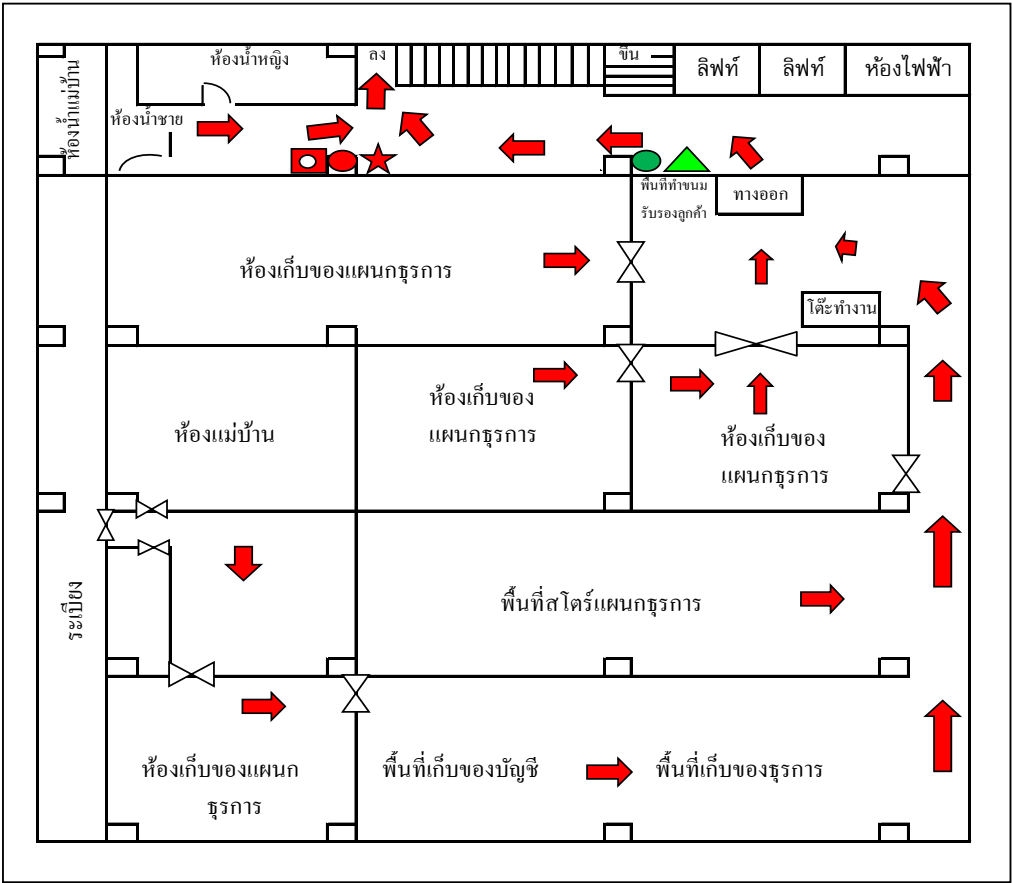 ห้องน้ำแม่บ้าน
ห้องน้ำหญิง
ลง
ขึ้น
ลิฟท์
ลิฟท์
ห้องไฟฟ้า
ห้องน้ำชาย
พื้นที่ทำขนม
รับรองลูกค้า
ทางออก
ห้องเก็บของแผนกธุรการ
โต๊ะทำงาน
ห้องแม่บ้าน
ห้องเก็บของ
แผนกธุรการ
ห้องเก็บของ
แผนกธุรการ
ระเบียง
พื้นที่สโตร์แผนกธุรการ
ห้องเก็บของแผนก
ธุรการ
พื้นที่เก็บของบัญชี
พื้นที่เก็บของธุรการ